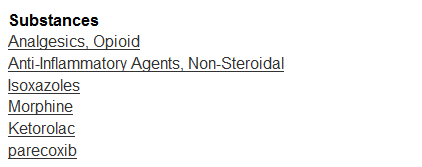 Substances
Analgesics, Opioid
Anti-Inflammatory Agents, Non-Steroidal
Isoxazoles
Morphine
Ketorolac
parecoxib